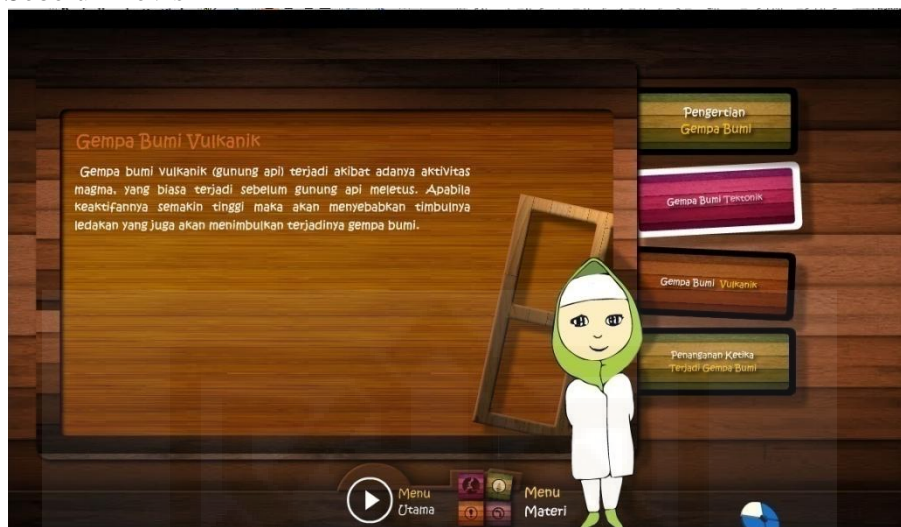 Gempa Bumi Vulkanik
Gempa bumi vulkanik (gunung api) terjadi akibat adanya aktivitas
magma, yang biasa terjadi sebelum gunung api meletus. Apabila
keaktifannya semakin tinggi maka akan menyebabkan timbulnya
ledakan yang juga akan menimbulkan terjadinya gempa bumi.
Pengertian
Gempa Bumi
Gempa Bumi Tektonik
Gempa Bumi Vulkanik
Penanganan Ketika
Terjadi Gempa Bumi
Menu
Utama
Menu
Materi